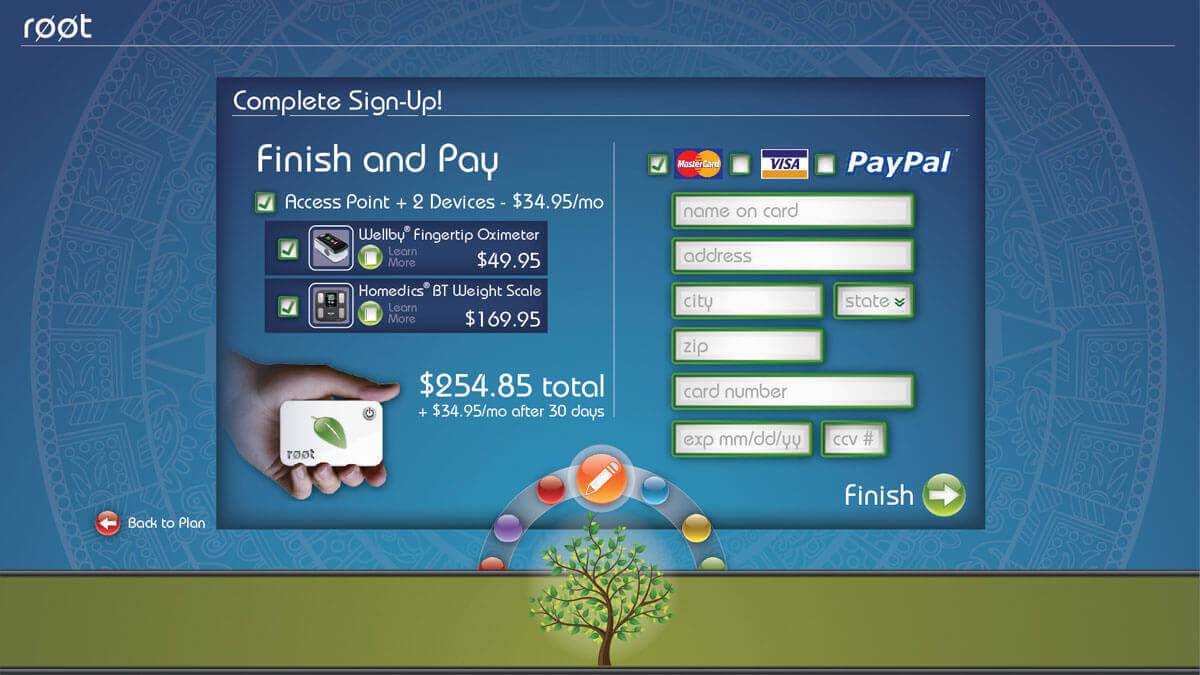 røøt
Complete Sign-Up!
Finish and Pay
Access Point + 2 Devices - $34.95/mo
Wellby® Fingertip Oximeter
Learn
More
$49.95
Homedics® BT Weight Scale
Learn
More
$169.95
$254.85 total
+ $34.95/mo after 30 days
røøt
MasterCard
VISA
PayPal
name on card
address
city
state
zip
card number
exp mm/dd/yy
ccv #
Finish
Back to Plan